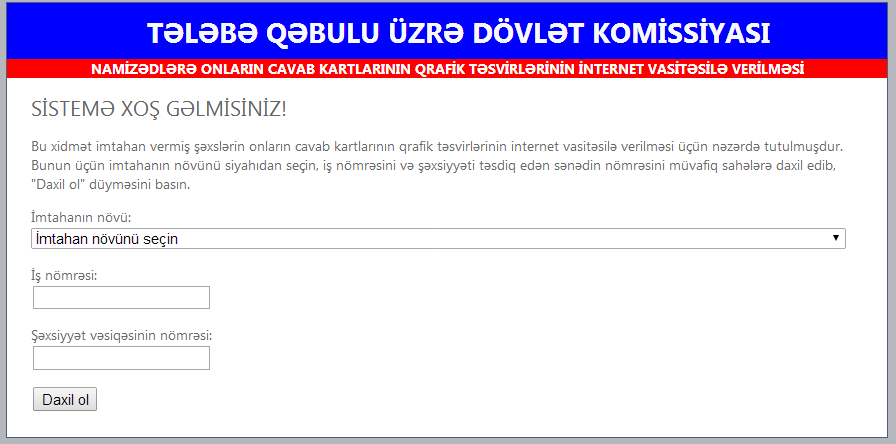 TƏLƏBƏ QƏBULU ÜZRƏ DÖVLƏT KOMİSSİYASI
NAMİZƏDLƏRƏ ONLARIN CAVAB KARTLARININ QRAFİK TƏSVİRLƏRİNİN İNTERNET VASİTƏSİLƏ VERİLMƏSİ
SİSTEMƏ XOŞ GƏLMİSİNİZ!
Bu xidmət imtahan vermiş şəxslərin onların cavab kartlarının qrafik təsvirlərinin internet vasitəsilə verilməsi üçün nəzərdə tutulmuşdur.
Bunun üçün imtahanın növünü siyahıdan seçin, iş nömrəsini və şəxsiyyəti təsdiq edən sənədin nömrəsini müvafiq sahələrə daxil edib,
"Daxil ol" düyməsini basın.
İmtahanın növü:
İmtahan növünü seçin
İş nömrəsi:
Şəxsiyyət vəsiqəsinin nömrəsi:
Daxil ol